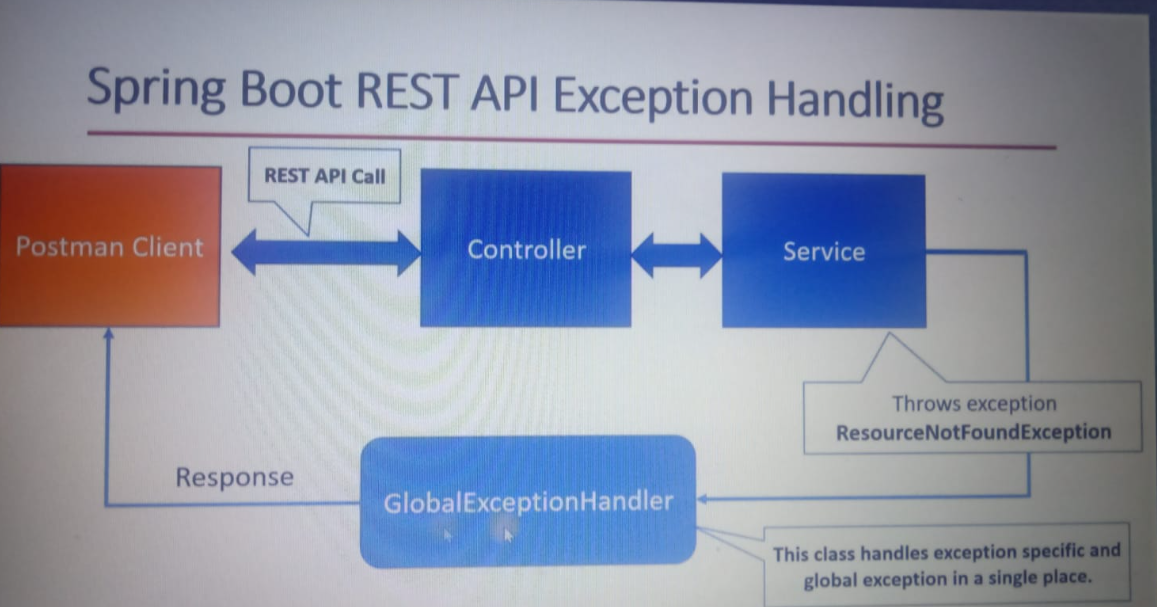 Spring Boot REST API Exception Handling
REST API Call
Postman Client
Controller
Service
Throws exception
ResourceNotFoundException
Response
GlobalExceptionHandler
This class handles exception specific and
global exception in a single place.